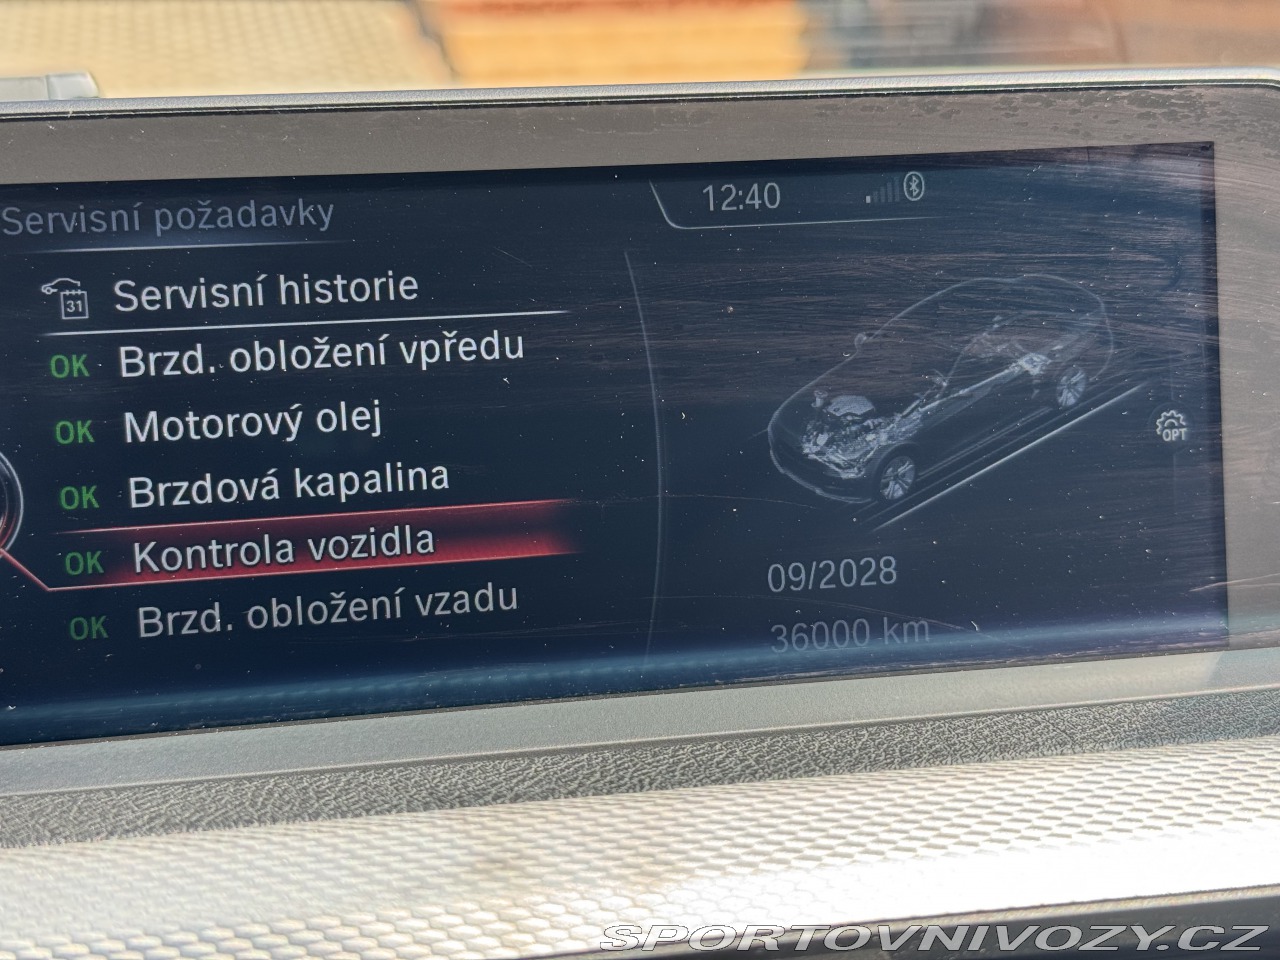 Servisní požadavky
12:40
31
Servisní historie
OK Brzd. obložení vpředu
OK Motorový olej
OK Brzdová kapalina
OK Kontrola vozidla
OK Brzd. obložení vzadu
OPT
09/2028
36000 km
SPORTOVNIVOZY.CZ